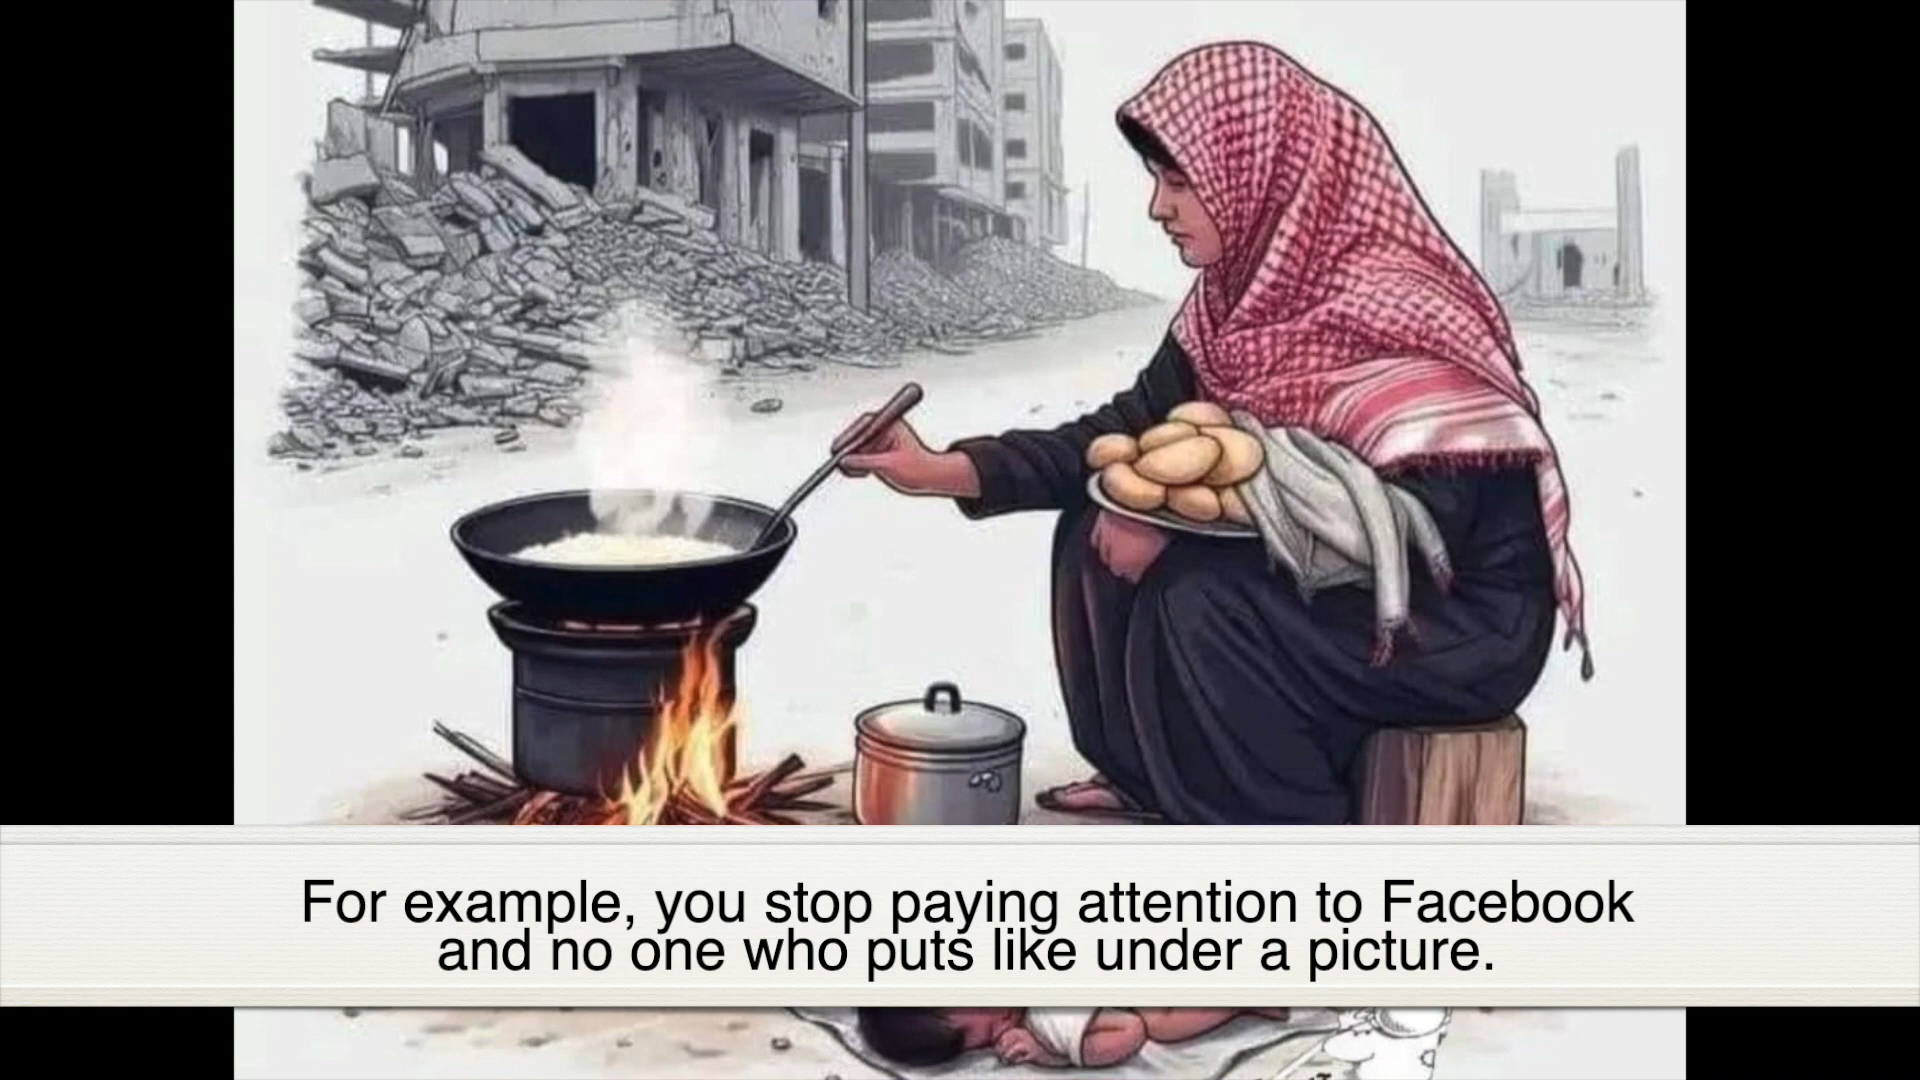 For example, you stop paying attention to Facebook
and no one who puts like under a picture.